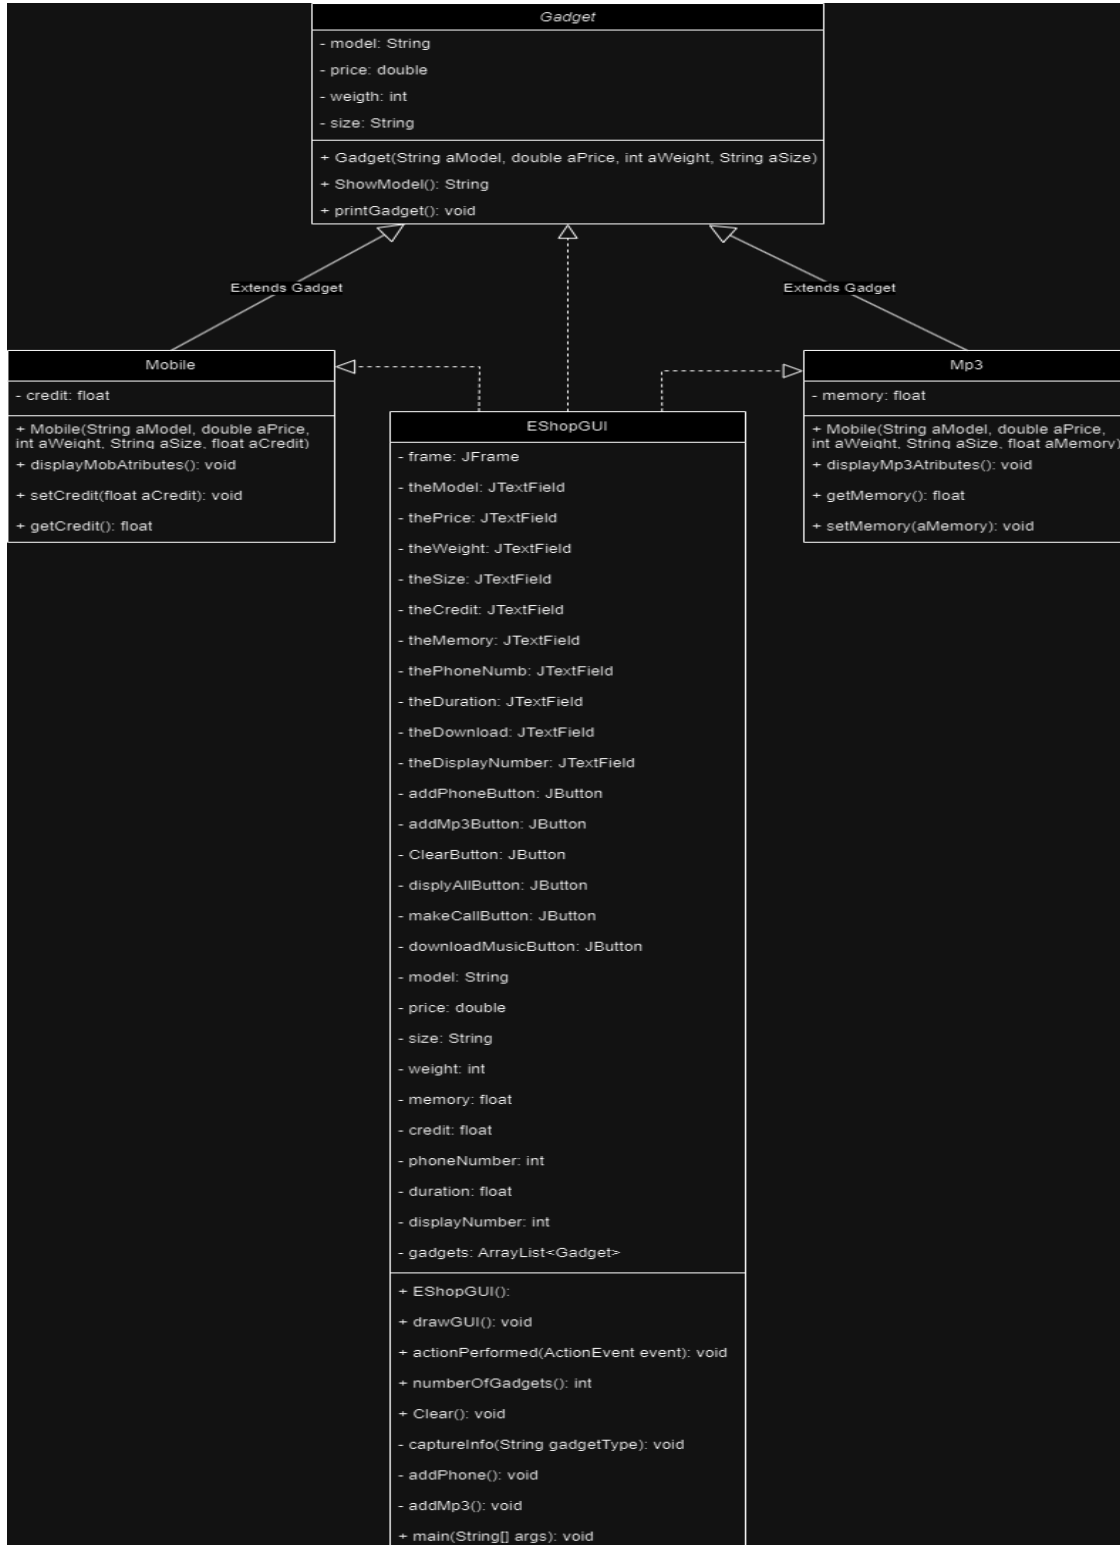 Gadget
- model: String
- price: double
- weigth: int
- size: String
+ Gadget(String aModel, double aPrice, int aWeight, String aSize)
+ ShowModel(): String
+ printGadget(): void
Extends Gadget
Extends Gadget
Mobile
- credit: float
+ Mobile(String aModel, double aPrice,
int aWeight, String aSize, float aCredit)
+ displayMobAtributes(): void
+ setCredit(float aCredit): void
+ getCredit(): float
Mp3
- memory: float
+ Mobile(String aModel, double aPrice,
int aWeight, String aSize, float aMemory)
+ displayMp3Atributes(): void
+ getMemory(): float
+ setMemory(aMemory): void
EShopGUI
- frame: JFrame
- theModel: JTextField
- thePrice: JTextField
- theWeight: JTextField
- theSize: JTextField
- theCredit: JTextField
- theMemory: JTextField
- thePhoneNumb: JTextField
- theDuration: JTextField
- theDownload: JTextField
- theDisplayNumber: JTextField
- addPhoneButton: JButton
- addMp3Button: JButton
- ClearButton: JButton
- displyAllButton: JButton
- makeCallButton: JButton
- downloadMusicButton: JButton
- model: String
- price: double
- size: String
- weight: int
- memory: float
- credit: float
- phoneNumber: int
- duration: float
- displayNumber: int
- gadgets: ArrayList<Gadget>
+ EShopGUI():
+ drawGUI(): void
+ actionPerformed(ActionEvent event): void
+ numberOfGadgets(): int
+ Clear(): void
- captureInfo(String gadgetType): void
- addPhone(): void
- addMp3(): void
+ main(String[] args): void